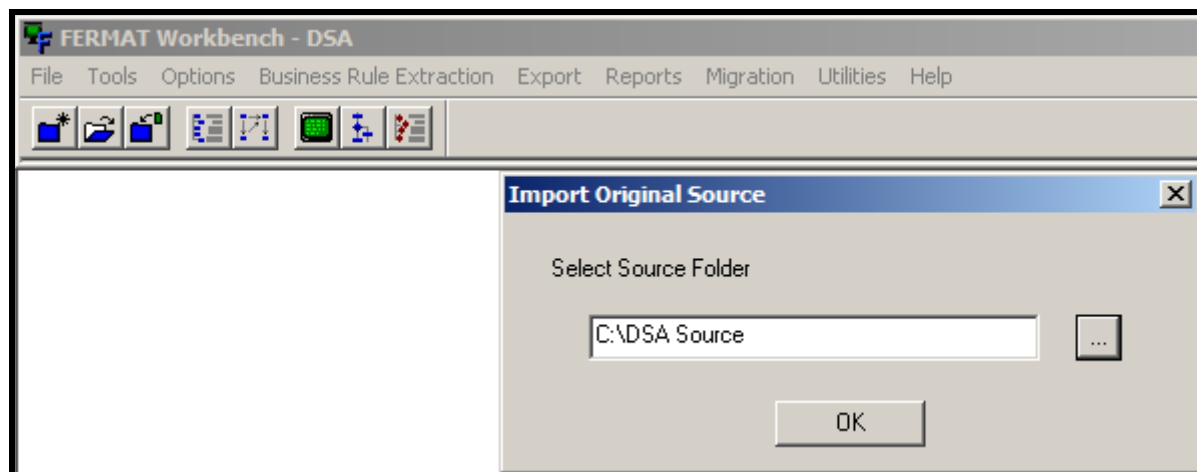 FERMAT Workbench - DSA
File Tools Options Business Rule Extraction Export Reports Migration Utilities Help
Import Original Source
Select Source Folder
C:\DSA Source
...
OK